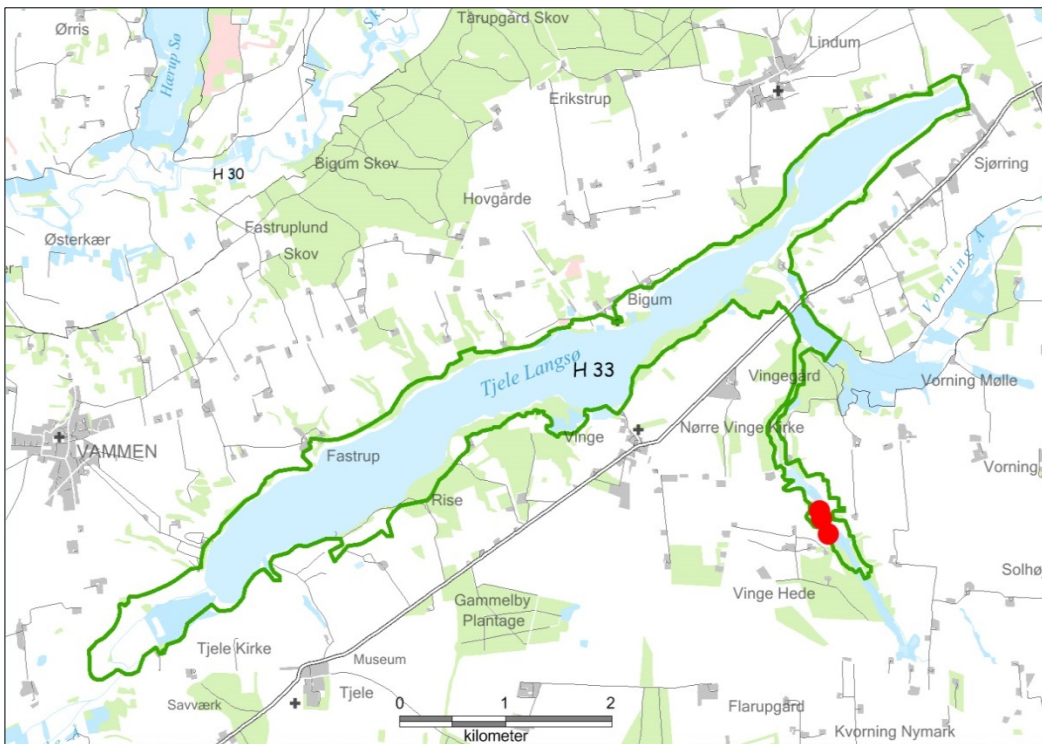 Ørris
Tårupgård Skov
Lindum
Hærup Sø
Erikstrup
Bigum Skov
H 30
Sjørring
Hovgårde
Østerkær
Fastruplund
Skov
Vorning Å
Bigum
Tjele Langsø
H 33
Vingegård
Vorning Mølle
Vinge
Nørre Vinge Kirke
VAMMEN
Fastrup
Vorning
Rise
Solhøj
Vinge Hede
Gammelby
Plantage
Tjele Kirke
Museum
Tjele
Savværk
0 1 2
kilometer
Flarupgård
Kvorning Nymark